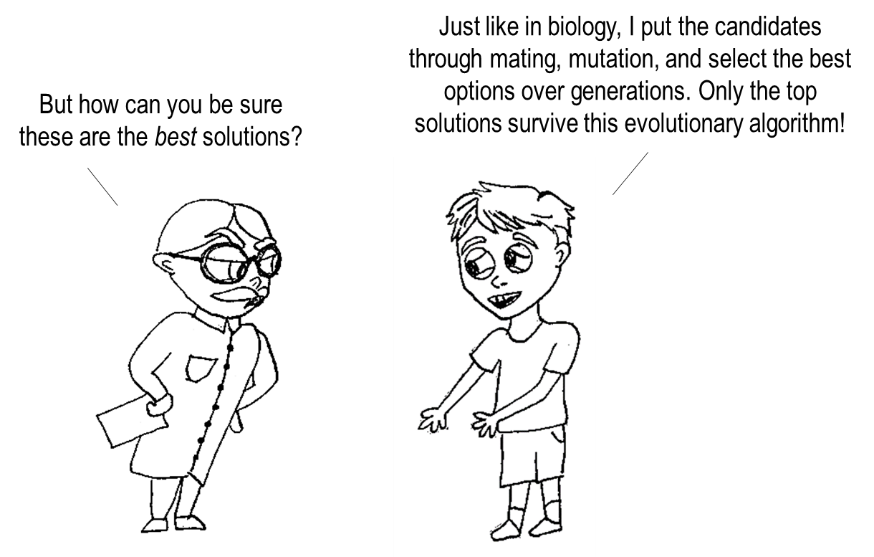 But how can you be sure
these are the best solutions?
Just like in biology, I put the candidates
through mating, mutation, and select the best
options over generations. Only the top
solutions survive this evolutionary algorithm!